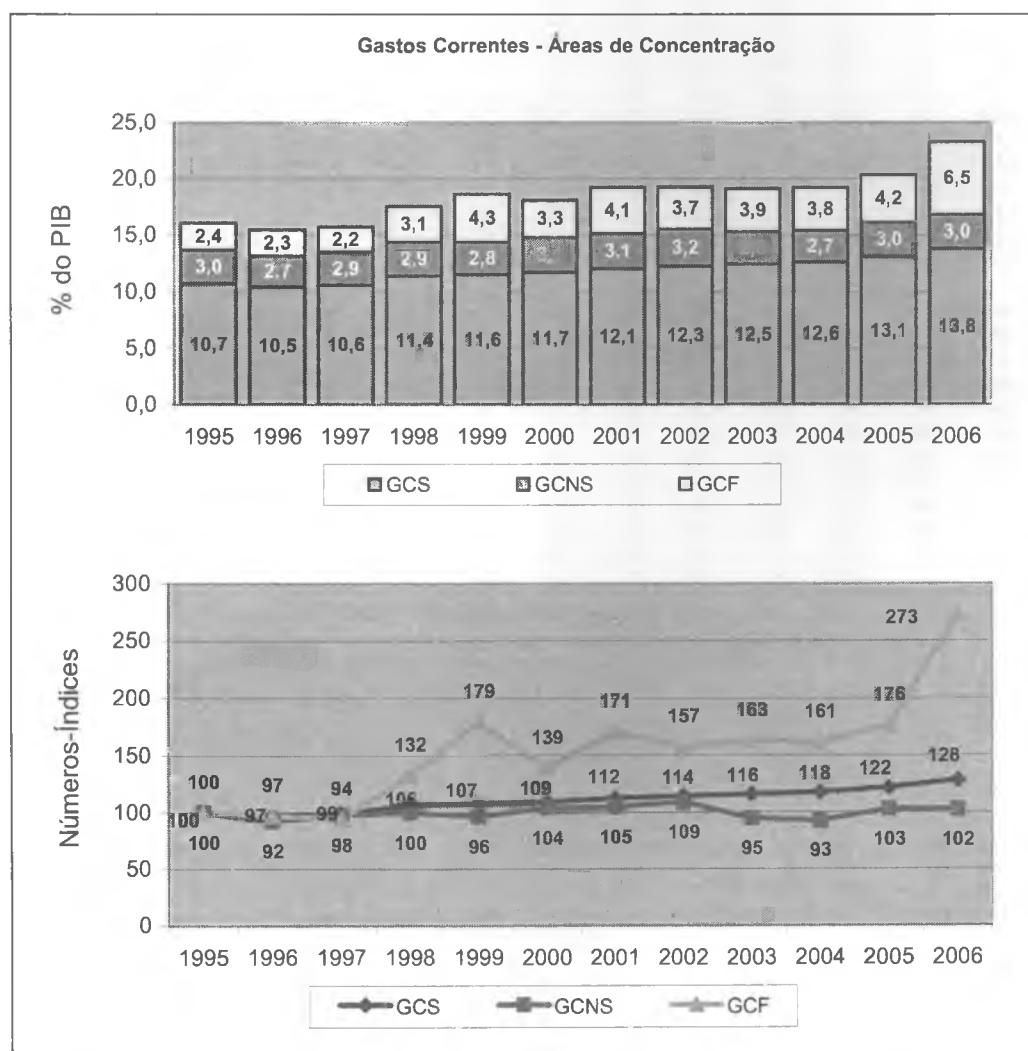 Gastos Correntes - Áreas de Concentração
% do PIB
25,0
20,0
15,0
10,0
5,0
0,0
2,4 2,3 2,2 3,1 4,3 3,3 4,1 3,7 3,9 3,8 4,2 6,5
3,0 2,7 2,9 2,9 2,8 3,1 3,2 2,7 3,0 3,0
10,7 10,5 10,6 11,4 11,6 11,7 12,1 12,3 12,5 12,6 13,1 13,8
1995 1996 1997 1998 1999 2000 2001 2002 2003 2004 2005 2006
GCS GCNS GCF
Números-índices
300
250
200
150
100
50
0
132 179 139 171 157 163 161 176 273
100 97 94 107 109 112 114 116 118 122 128
100 97 99 106
100 92 98 100 96 104 105 109 95 93 103 102
1995 1996 1997 1998 1999 2000 2001 2002 2003 2004 2005 2006
GCS GCNS GCF